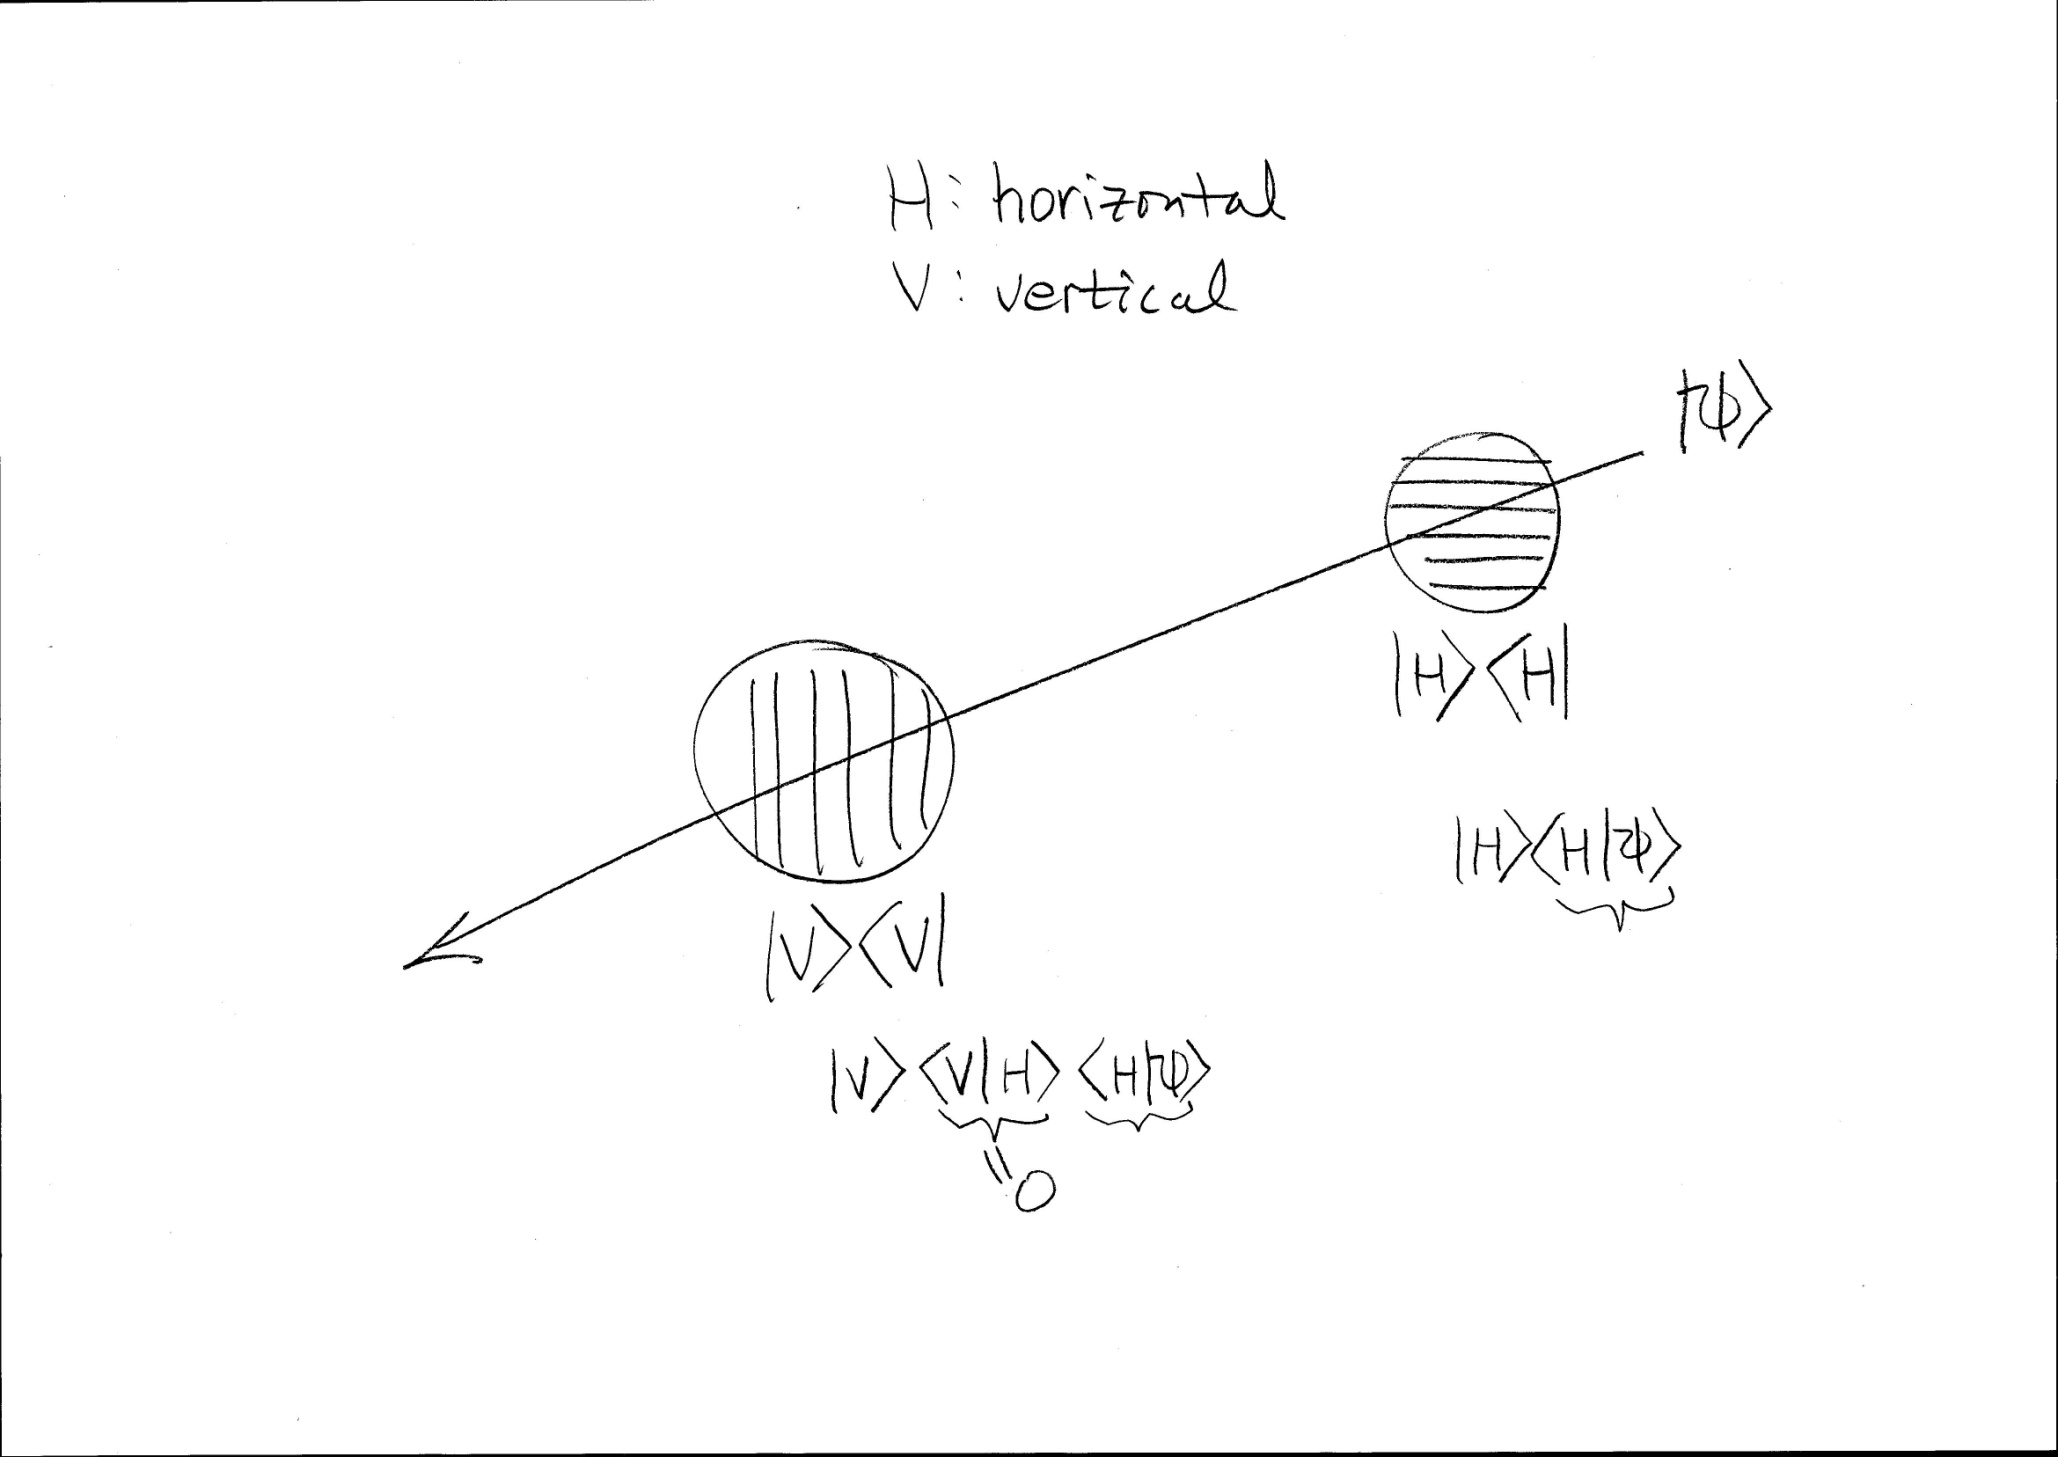 H: horizontal
V: vertical
|ψ⟩
|H⟩⟨H|
|H⟩⟨H|ψ⟩
|V⟩⟨V|
|V⟩⟨V|H⟩⟨H|ψ⟩
=0